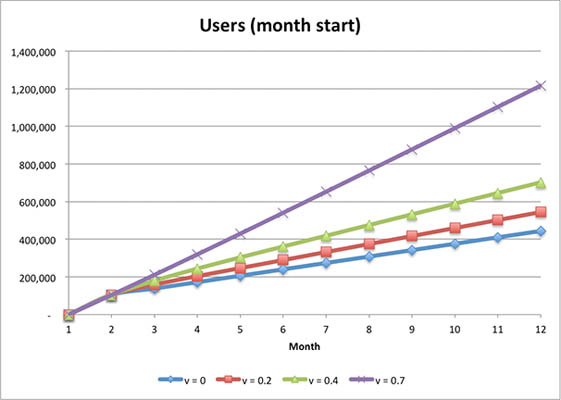 Users (month start)
1,400,000
1,200,000
1,000,000
800,000
600,000
400,000
200,000
-
1 2 3 4 5 6 7 8 9 10 11 12
Month
v = 0 v = 0.2 v = 0.4 v = 0.7